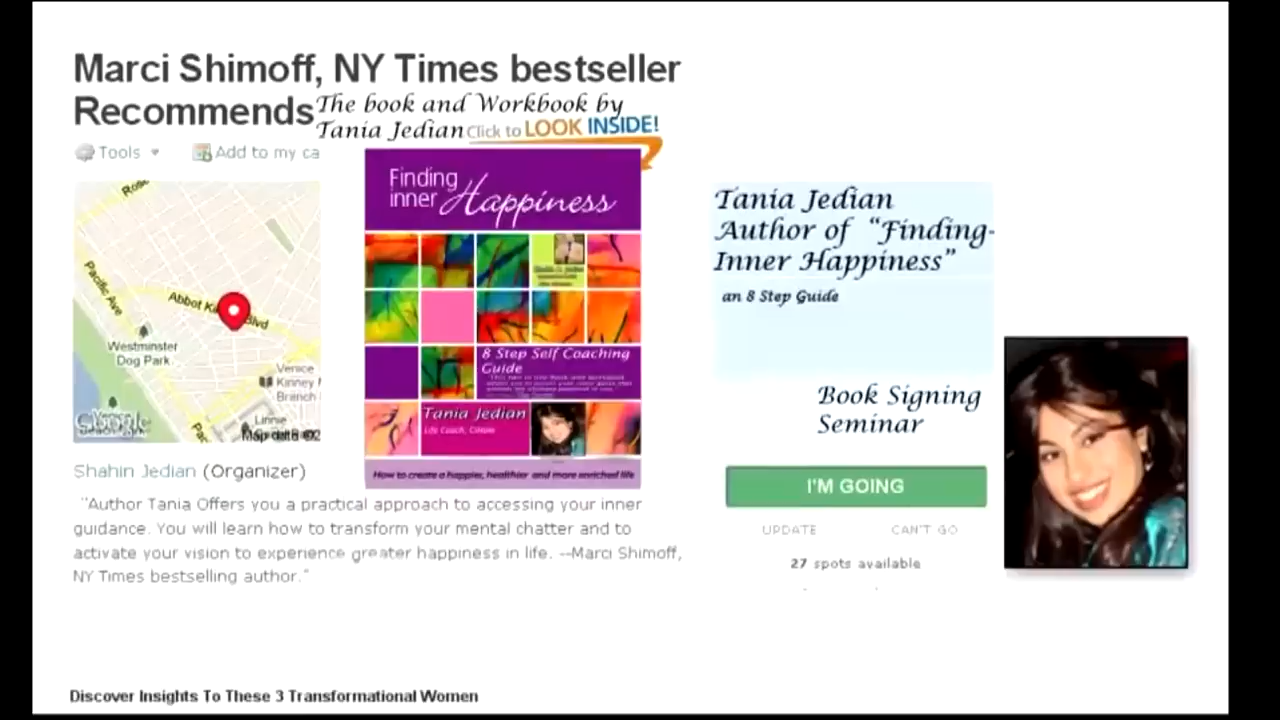 Marci Shimoff, NY Times bestseller
Recommends
The book and Workbook by
Tania Jedian
Click to LOOK INSIDE!
Tools
Add to my ca
Pacific Ave
Abbot Ki Blvd
Westminster
Dog Park
Venice
Kinney
Branch
Linnie
Google
Shahin Jedian (Organizer)
Finding
inner Happiness
8 Step Self Coaching
Guide
Tania Jedian
How to create a happier, healthier and more enriched life
"Author Tania Offers you a practical approach to accessing your inner
guidance. You will learn how to transform your mental chatter and to
activate your vision to experience greater happiness in life. --Marci Shimoff,
NY Times bestselling author."
Tania Jedian
Author of "Finding-
Inner Happiness"
an 8 Step Guide
Book Signing
Seminar
I'M GOING
UPDATE
CAN'T GO
27 spots available
Discover Insights To These 3 Transformational Women